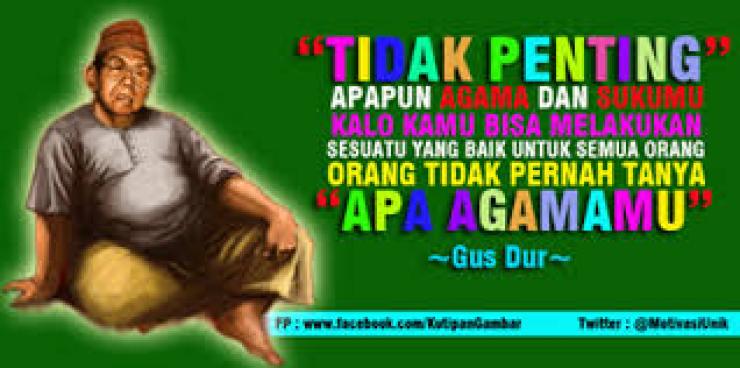 “TIDAK PENTING”
APAPUN AGAMA DAN SUKUMU
KALO KAMU BISA MELAKUKAN
SESUATU YANG BAIK UNTUK SEMUA ORANG
ORANG TIDAK PERNAH TANYA
“APA AGAMAMU”
~Gus Dur~
FP : www.facebook.com/KutipanGambar Twitter : @MotivasiUnik